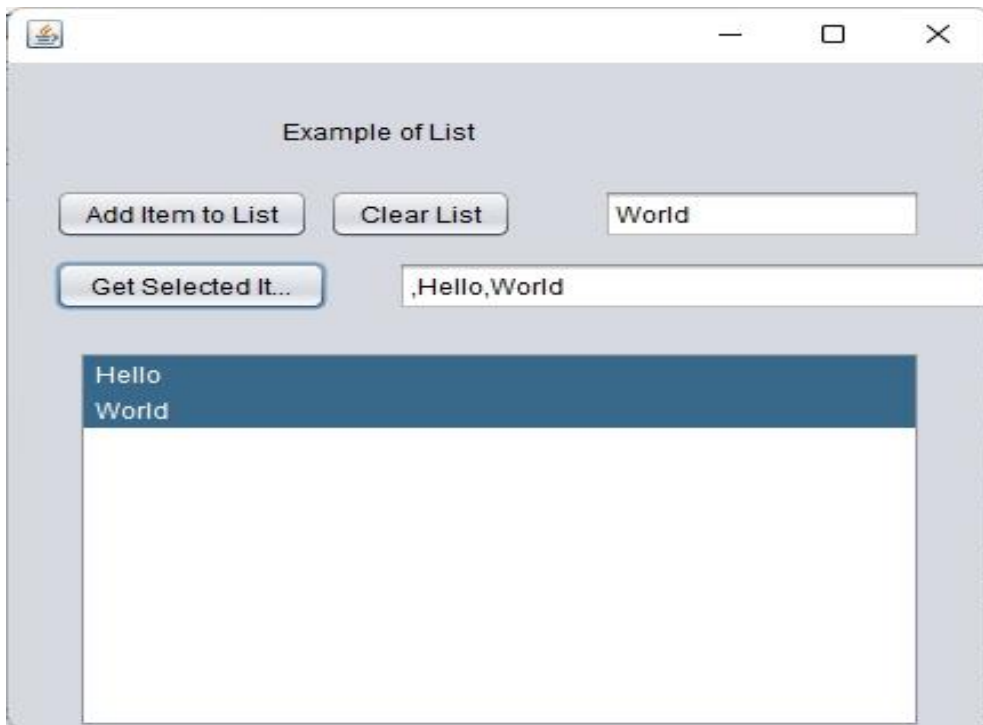 Example of List
Add Item to List Clear List World
Get Selected It... ,Hello,World
Hello
World